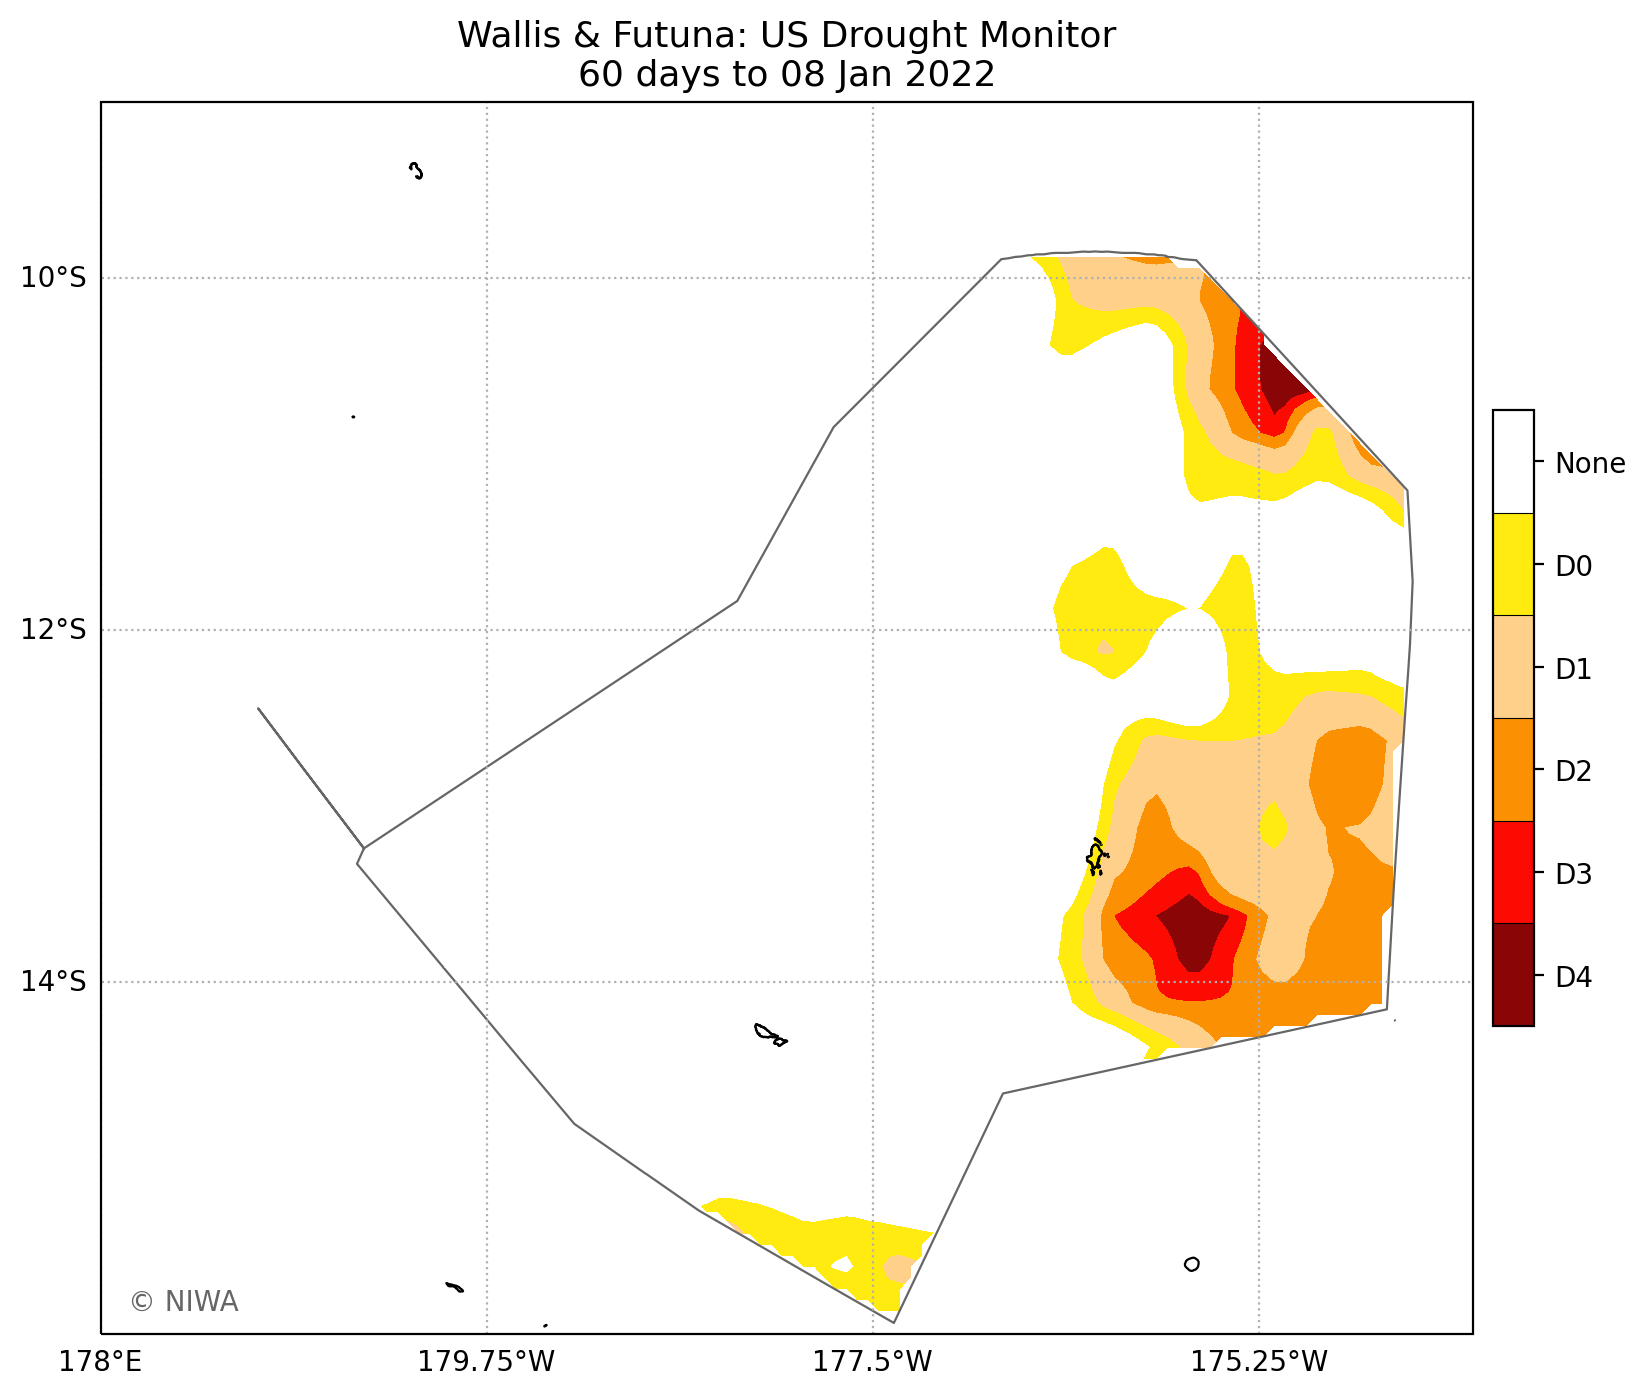 Wallis & Futuna: US Drought Monitor
60 days to 08 Jan 2022
10°S
12°S
14°S
178°E
179.75°W
177.5°W
175.25°W
None
D0
D1
D2
D3
D4
© NIWA